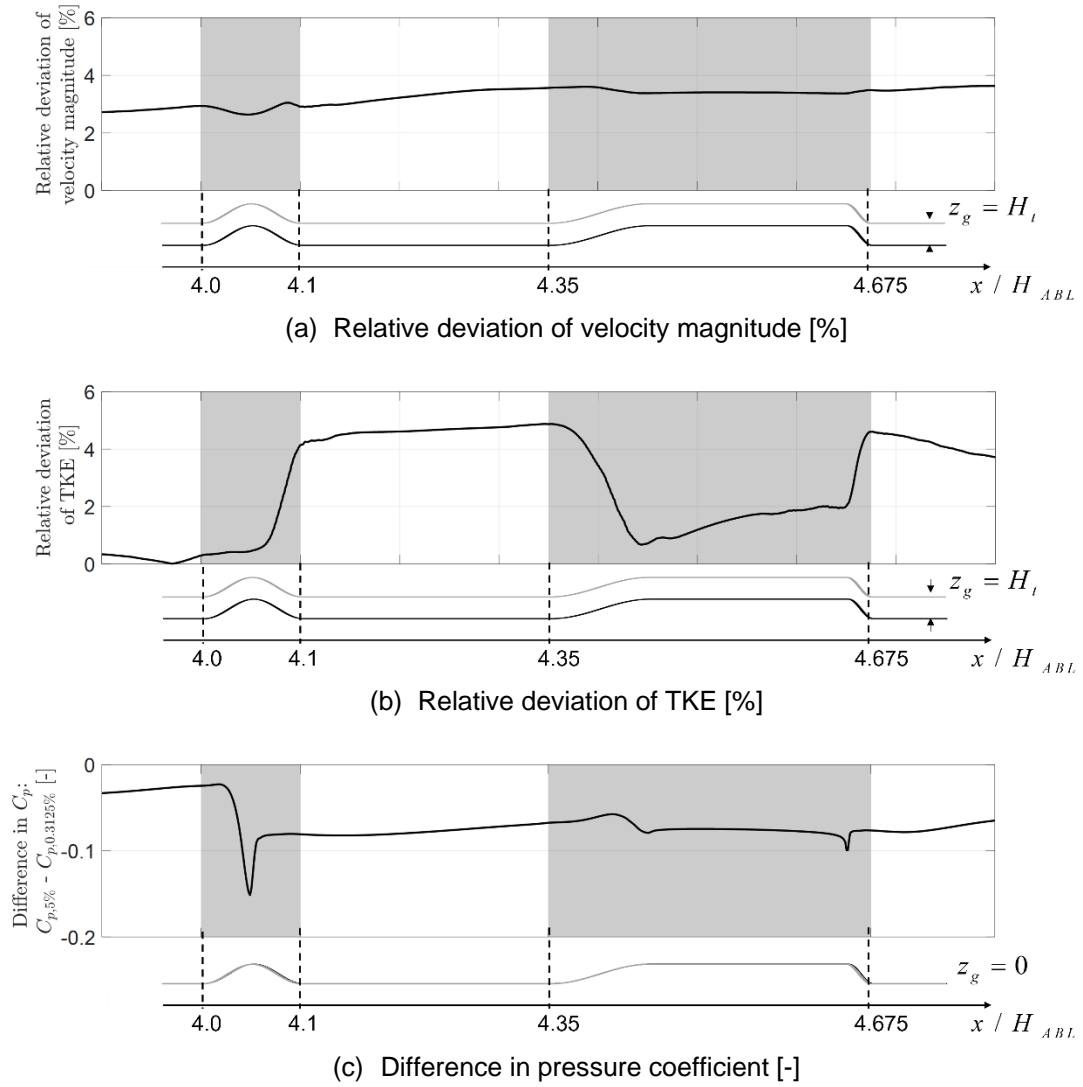 Relative deviation of
velocity magnitude [%]
6
4
2
0
z_g = H_t
4.0 4.1 4.35 4.675 x / H_ABL
(a) Relative deviation of velocity magnitude [%]
Relative deviation
of TKE [%]
6
4
2
0
z_g = H_t
4.0 4.1 4.35 4.675 x / H_ABL
(b) Relative deviation of TKE [%]
Difference in C_p:
C_p,5% - C_p,0.3125% [-]
0
-0.1
-0.2
z_g = 0
4.0 4.1 4.35 4.675 x / H_ABL
(c) Difference in pressure coefficient [-]